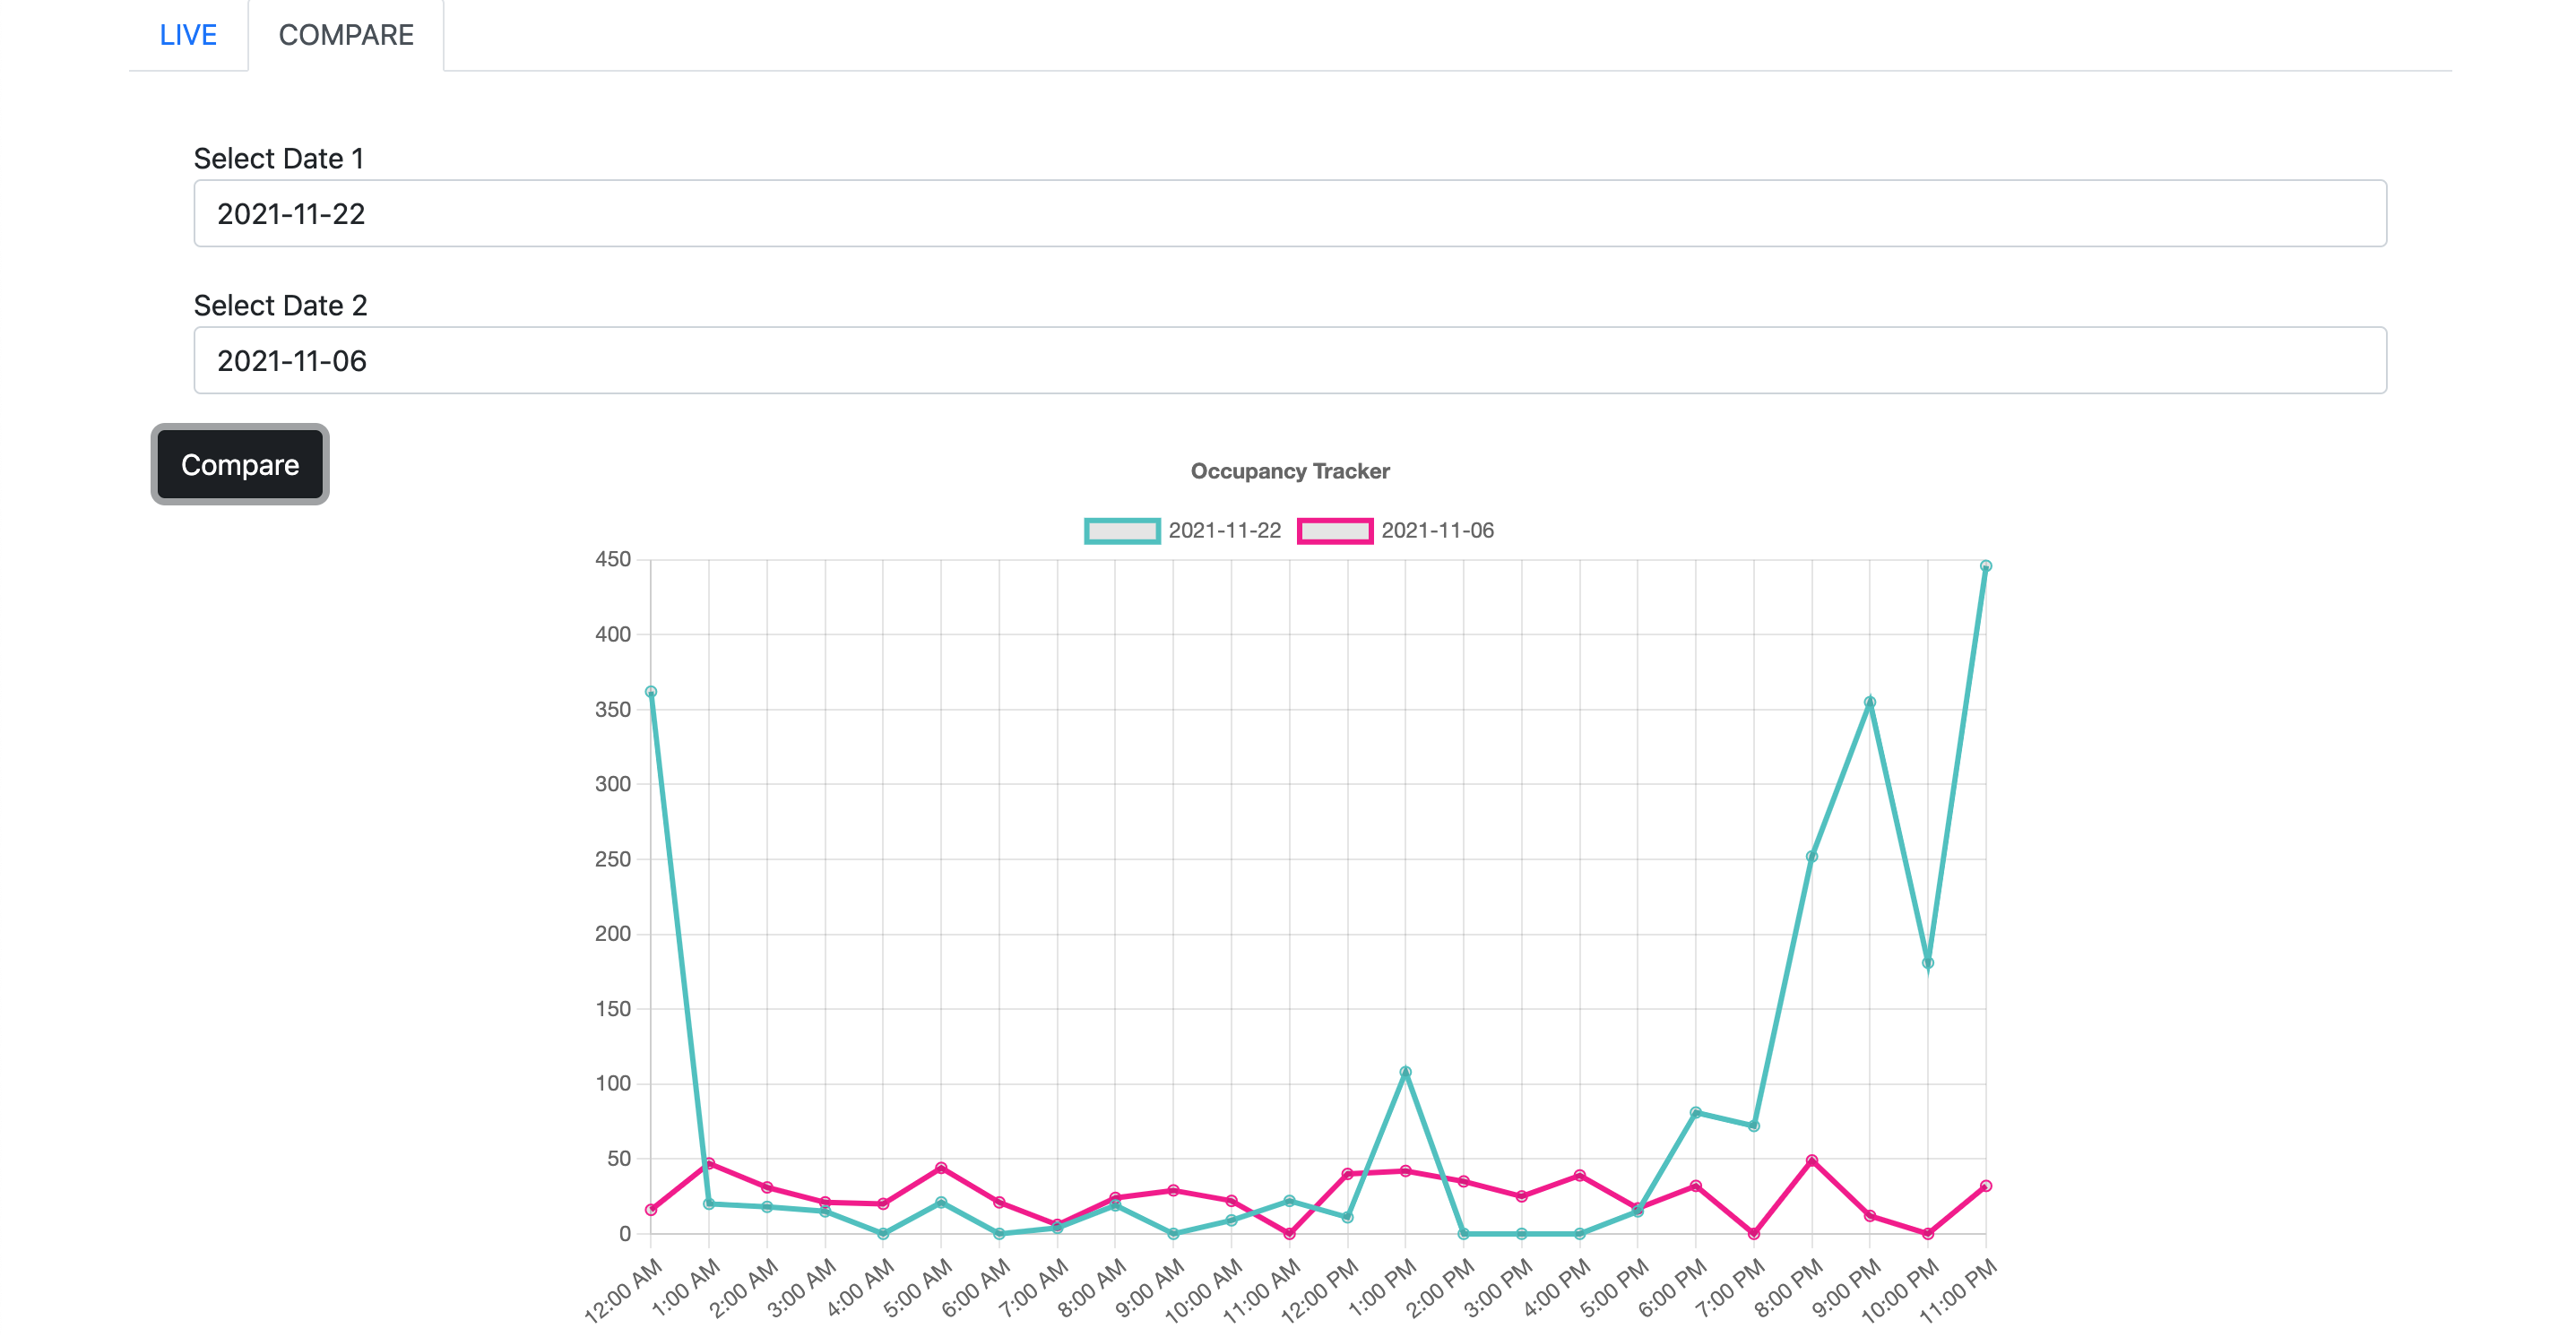 LIVE COMPARE
Select Date 1
2021-11-22
Select Date 2
2021-11-06
Compare
Occupancy Tracker
2021-11-22 2021-11-06
450
400
350
300
250
200
150
100
50
0
12:00 AM 1:00 AM 2:00 AM 3:00 AM 4:00 AM 5:00 AM 6:00 AM 7:00 AM 8:00 AM 9:00 AM 10:00 AM 11:00 AM 12:00 PM 1:00 PM 2:00 PM 3:00 PM 4:00 PM 5:00 PM 6:00 PM 7:00 PM 8:00 PM 9:00 PM 10:00 PM 11:00 PM